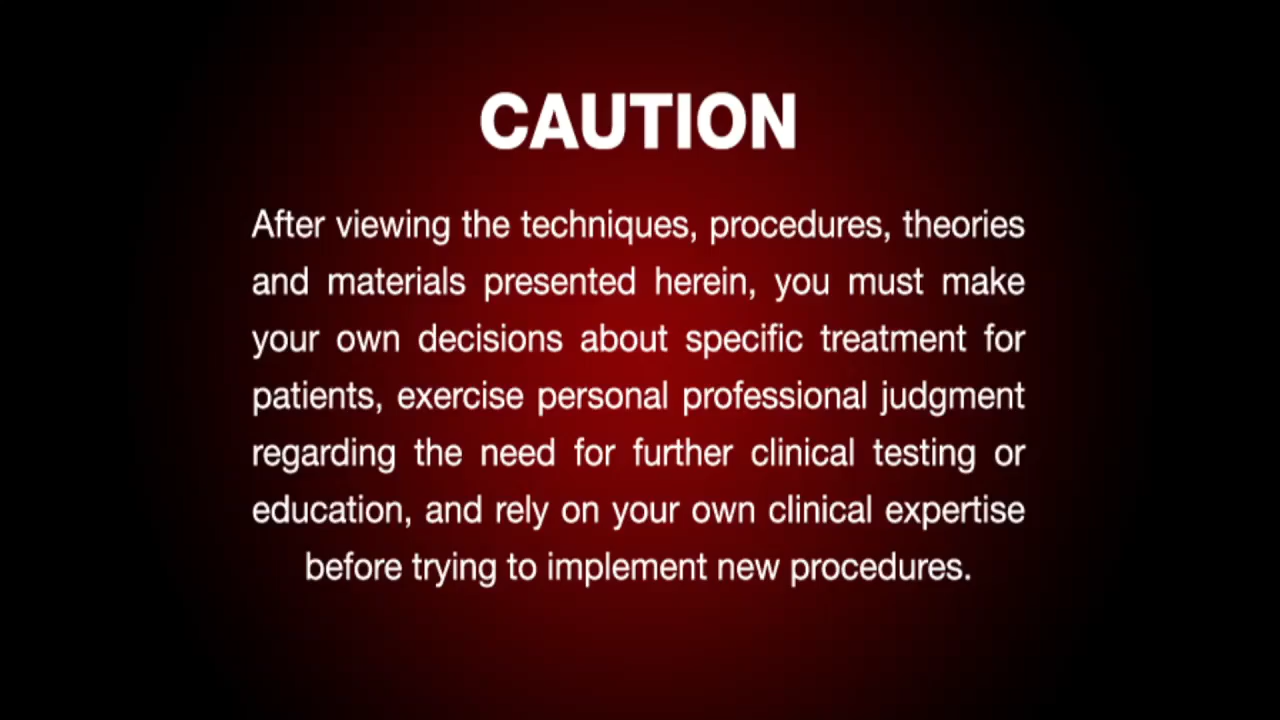 CAUTION
After viewing the techniques, procedures, theories
and materials presented herein, you must make
your own decisions about specific treatment for
patients, exercise personal professional judgment
regarding the need for further clinical testing or
education, and rely on your own clinical expertise
before trying to implement new procedures.